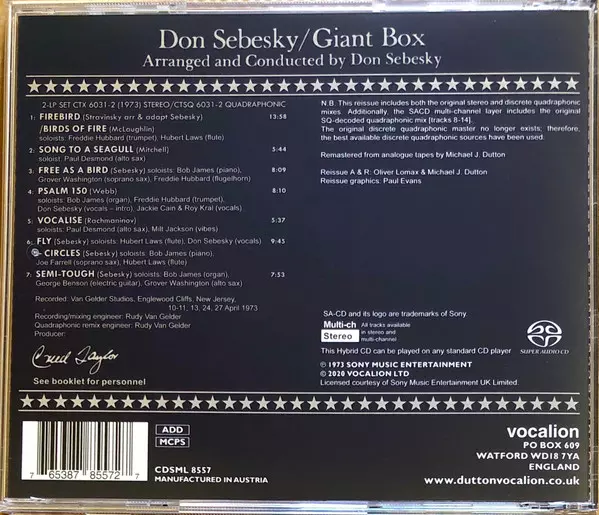 Don Sebesky/Giant Box
Arranged and Conducted by Don Sebesky
2-LP SET CTX 6031-2 (1973) STEREO/CTSQ 6031-2 QUADRAPHONIC
1: FIREBIRD (Stravinsky arr & adapt Sebesky) 13:58
/BIRDS OF FIRE (McLaughlin)
soloists: Freddie Hubbard (trumpet), Hubert Laws (flute)
2: SONG TO A SEAGULL (Mitchell) 5:44
soloist: Paul Desmond (alto sax)
3: FREE AS A BIRD (Sebesky) soloists: Bob James (piano), 8:09
Grover Washington (soprano sax), Freddie Hubbard (flugelhorn)
4: PSALM 150 (Webb) 8:10
soloists: Bob James (organ), Freddie Hubbard (trumpet),
Don Sebesky (vocals – intro), Jackie Cain & Roy Kral (vocals)
5: VOCALISE (Rachmaninov) 5:37
soloists: Paul Desmond (alto sax), Milt Jackson (vibes)
6: FLY (Sebesky) soloists: Hubert Laws (flute), Don Sebesky (vocals) 9:45
CIRCLES (Sebesky) soloists: Bob James (piano),
Joe Farrell (soprano sax), Hubert Laws (flute)
7: SEMI-TOUGH (Sebesky) soloists: Bob James (organ), 7:53
George Benson (electric guitar), Grover Washington (alto sax)
Recorded: Van Gelder Studios, Englewood Cliffs, New Jersey,
10-11, 13, 24, 27 April 1973
Recording/mixing engineer: Rudy Van Gelder
Quadraphonic remix engineer: Rudy Van Gelder
Producer:
Creed Taylor
See booklet for personnel
N.B. This reissue includes both the original stereo and discrete quadraphonic
mixes. Additionally, the SACD multi-channel layer includes the original
SQ-decoded quadraphonic mix [tracks 8-14].
The original discrete quadraphonic master no longer exists; therefore,
the best available discrete quadraphonic sources have been used.
Remastered from analogue tapes by Michael J. Dutton
Reissue A & R: Oliver Lomax & Michael J. Dutton
Reissue graphics: Paul Evans
SA-CD and its logo are trademarks of Sony.
Multi-ch
Stereo
All tracks available
in stereo and
multi-channel
SUPER AUDIO CD
This Hybrid CD can be played on any standard CD player
℗ 1973 SONY MUSIC ENTERTAINMENT
© 2020 VOCALION LTD
Licensed courtesy of Sony Music Entertainment UK Limited.
7 65387 85572 7
ADD
MCPS
CDSML 8557
MANUFACTURED IN AUSTRIA
vocalion
PO BOX 609
WATFORD WD18 7YA
ENGLAND
www.duttonvocalion.co.uk